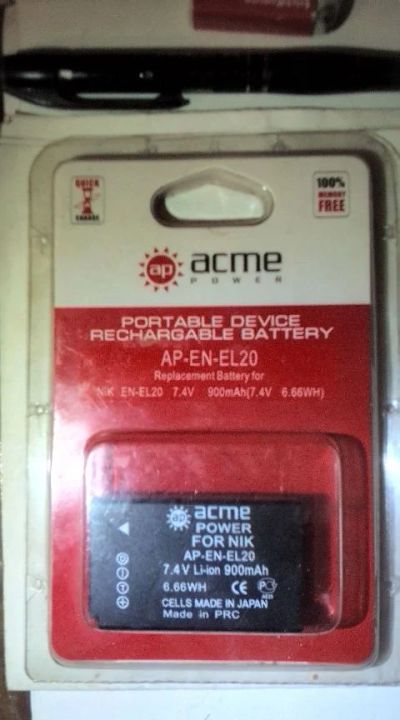 QUICK
CHARGE
100%
MEMORY
FREE
ap acme
POWER
PORTABLE DEVICE
RECHARGABLE BATTERY
AP-EN-EL20
Replacement Battery for
NIK EN-EL20 7.4V 900mAh(7.4V 6.66WH)
ap acme
POWER
FOR NIK
AP-EN-EL20
7.4V Li-ion 900mAh
6.66WH CE
CELLS MADE IN JAPAN
Made in PRC